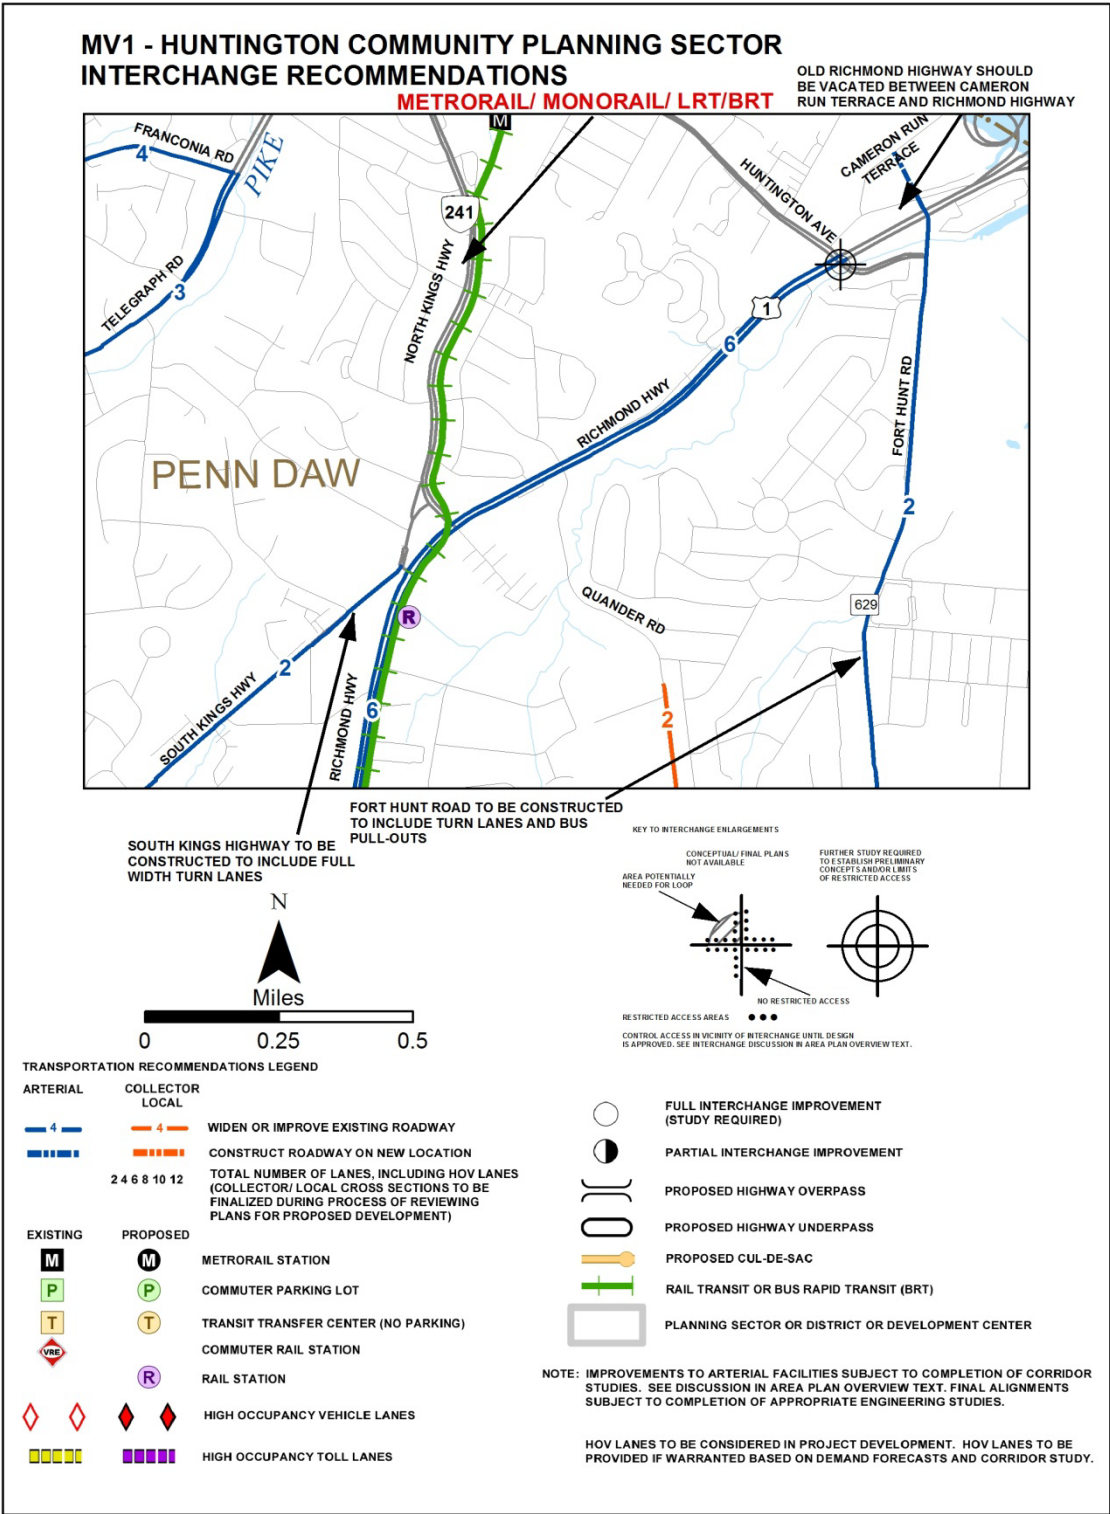 MV1 - HUNTINGTON COMMUNITY PLANNING SECTOR
INTERCHANGE RECOMMENDATIONS
METRORAIL/ MONORAIL/ LRT/BRT
OLD RICHMOND HIGHWAY SHOULD
BE VACATED BETWEEN CAMERON
RUN TERRACE AND RICHMOND HIGHWAY
M
FRANCONIA RD
4
PIKE
CAMERON RUN
TERRACE
HUNTINGTON AVE
241
NORTH KINGS HWY
TELEGRAPH RD
3
1
6
RICHMOND HWY
FORT HUNT RD
PENN DAW
2
QUANDER RD
629
R
2
SOUTH KINGS HWY
RICHMOND HWY
6
2
FORT HUNT ROAD TO BE CONSTRUCTED
TO INCLUDE TURN LANES AND BUS
PULL-OUTS
SOUTH KINGS HIGHWAY TO BE
CONSTRUCTED TO INCLUDE FULL
WIDTH TURN LANES
KEY TO INTERCHANGE ENLARGEMENTS
CONCEPTUAL/ FINAL PLANS
NOT AVAILABLE
FURTHER STUDY REQUIRED
TO ESTABLISH PRELIMINARY
CONCEPTS AND/OR LIMITS
OF RESTRICTED ACCESS
AREA POTENTIALLY
NEEDED FOR LOOP
NO RESTRICTED ACCESS
RESTRICTED ACCESS AREAS
CONTROL ACCESS IN VICINITY OF INTERCHANGE UNTIL DESIGN
IS APPROVED. SEE INTERCHANGE DISCUSSION IN AREA PLAN OVERVIEW TEXT.
N
Miles
0 0.25 0.5
TRANSPORTATION RECOMMENDATIONS LEGEND
ARTERIAL
COLLECTOR
LOCAL
4 4 WIDEN OR IMPROVE EXISTING ROADWAY
CONSTRUCT ROADWAY ON NEW LOCATION
2 4 6 8 10 12 TOTAL NUMBER OF LANES, INCLUDING HOV LANES
(COLLECTOR/ LOCAL CROSS SECTIONS TO BE
FINALIZED DURING PROCESS OF REVIEWING
PLANS FOR PROPOSED DEVELOPMENT)
EXISTING PROPOSED
M M METRORAIL STATION
P P COMMUTER PARKING LOT
T T TRANSIT TRANSFER CENTER (NO PARKING)
VRE COMMUTER RAIL STATION
R RAIL STATION
HIGH OCCUPANCY VEHICLE LANES
HIGH OCCUPANCY TOLL LANES
FULL INTERCHANGE IMPROVEMENT
(STUDY REQUIRED)
PARTIAL INTERCHANGE IMPROVEMENT
PROPOSED HIGHWAY OVERPASS
PROPOSED HIGHWAY UNDERPASS
PROPOSED CUL-DE-SAC
RAIL TRANSIT OR BUS RAPID TRANSIT (BRT)
PLANNING SECTOR OR DISTRICT OR DEVELOPMENT CENTER
NOTE: IMPROVEMENTS TO ARTERIAL FACILITIES SUBJECT TO COMPLETION OF CORRIDOR
STUDIES. SEE DISCUSSION IN AREA PLAN OVERVIEW TEXT. FINAL ALIGNMENTS
SUBJECT TO COMPLETION OF APPROPRIATE ENGINEERING STUDIES.
HOV LANES TO BE CONSIDERED IN PROJECT DEVELOPMENT. HOV LANES TO BE
PROVIDED IF WARRANTED BASED ON DEMAND FORECASTS AND CORRIDOR STUDY.